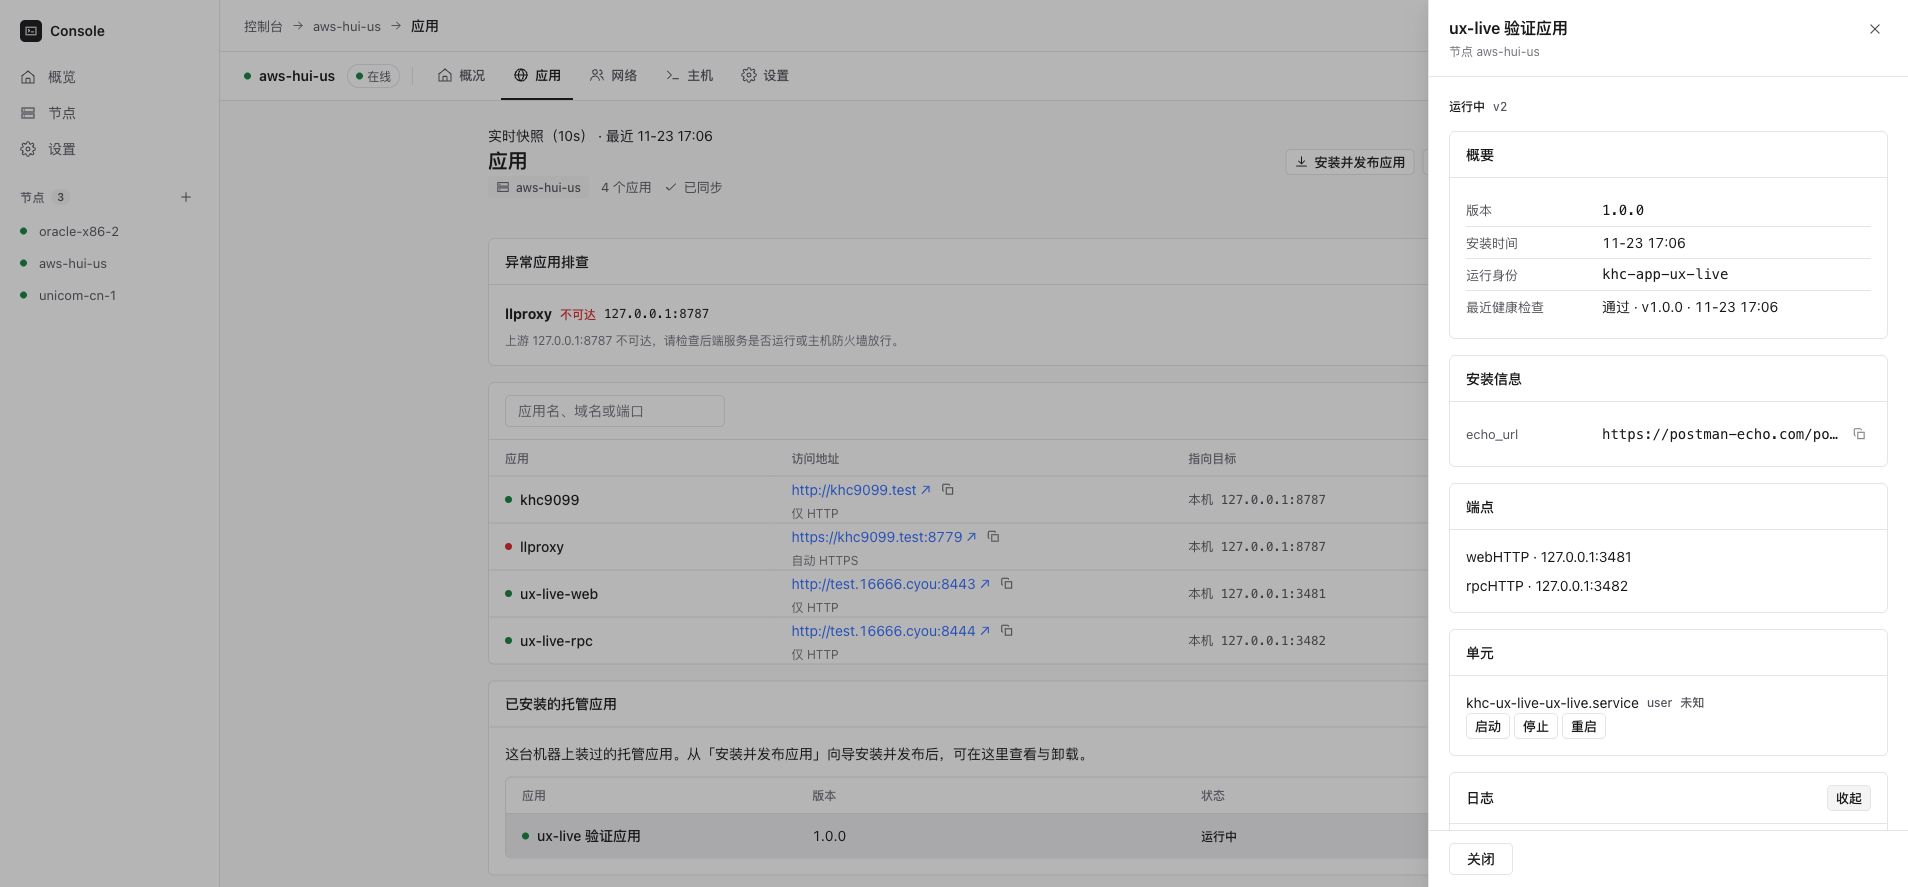 Console
概览
节点
设置
节点 3
oracle-x86-2
aws-hui-us
unicom-cn-1
控制台 → aws-hui-us → 应用
aws-hui-us 在线 概况 应用 网络 主机 设置
实时快照（10s） · 最近 11-23 17:06
应用
安装并发布应用
aws-hui-us 4 个应用 已同步
异常应用排查
llproxy 不可达 127.0.0.1:8787
上游 127.0.0.1:8787 不可达，请检查后端服务是否运行或主机防火墙放行。
应用名、域名或端口
应用 访问地址 指向目标
khc9099 http://khc9099.test 本机 127.0.0.1:8787
仅 HTTP
llproxy https://khc9099.test:8779 本机 127.0.0.1:8787
自动 HTTPS
ux-live-web http://test.16666.cyou:8443 本机 127.0.0.1:3481
仅 HTTP
ux-live-rpc http://test.16666.cyou:8444 本机 127.0.0.1:3482
仅 HTTP
已安装的托管应用
这台机器上装过的托管应用。从「安装并发布应用」向导安装并发布后，可在这里查看与卸载。
应用 版本 状态
ux-live 验证应用 1.0.0 运行中
ux-live 验证应用
节点 aws-hui-us
运行中 v2
概要
版本 1.0.0
安装时间 11-23 17:06
运行身份 khc-app-ux-live
最近健康检查 通过 · v1.0.0 · 11-23 17:06
安装信息
echo_url https://postman-echo.com/po…
端点
webHTTP · 127.0.0.1:3481
rpcHTTP · 127.0.0.1:3482
单元
khc-ux-live-ux-live.service user 未知
启动 停止 重启
日志 收起
关闭